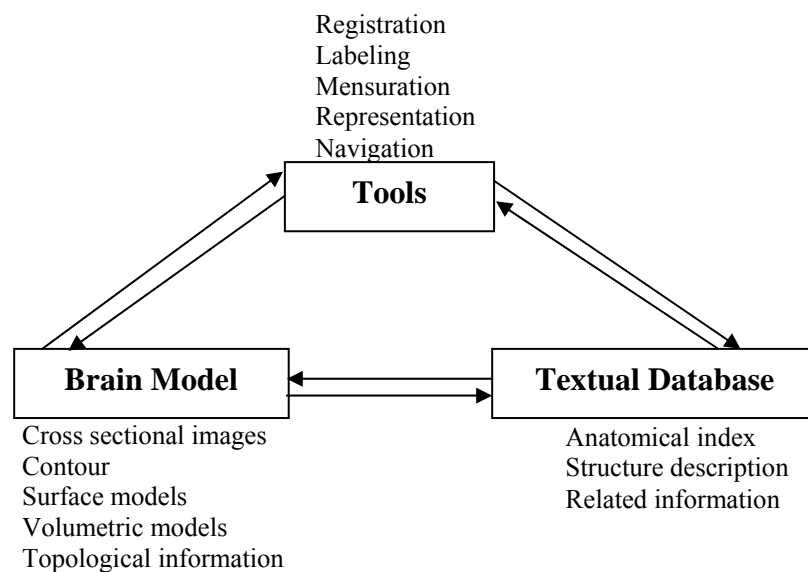 Registration
Labeling
Mensuration
Representation
Navigation
Tools
Brain Model
Cross sectional images
Contour
Surface models
Volumetric models
Topological information
Textual Database
Anatomical index
Structure description
Related information